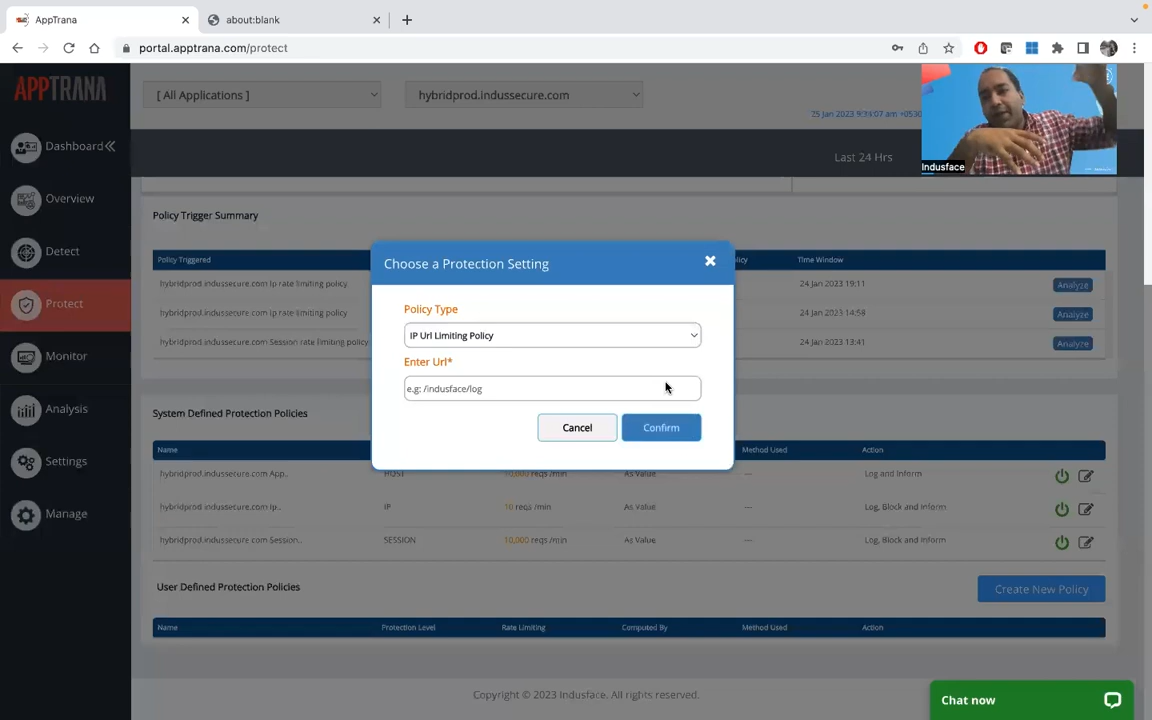 AppTrana
about:blank
portal.apptrana.com/protect
APPTRANA
[ All Applications ]
hybridprod.indussecure.com
25 Jan 2023 9:39:07 am +0530
Last 24 Hrs
Indusface
Dashboard
Overview
Detect
Protect
Monitor
Analysis
Settings
Manage
Policy Trigger Summary
Policy Triggered
Time Window
hybridprod.indussecure.com Ip rate limiting policy
24 Jan 2023 19:11
Analyze
hybridprod.indussecure.com ip rate limiting policy
24 Jan 2023 14:58
Analyze
hybridprod.indussecure.com Session rate limiting policy
24 Jan 2023 13:41
Analyze
Choose a Protection Setting
Policy Type
IP Url Limiting Policy
Enter Url*
e.g: /indusface/log
Cancel
Confirm
System Defined Protection Policies
Name
Method Used
Action
hybridprod.indussecure.com App..
HOST
10,000 reqs /min
As Value
---
Log and Inform
hybridprod.indussecure.com Ip..
IP
10 reqs /min
As Value
---
Log, Block and Inform
hybridprod.indussecure.com Session..
SESSION
10,000 reqs /min
As Value
---
Log, Block and Inform
User Defined Protection Policies
Create New Policy
Name
Protection Level
Rate Limiting
Computed By
Method Used
Action
Copyright © 2023 Indusface. All rights reserved.
Chat now